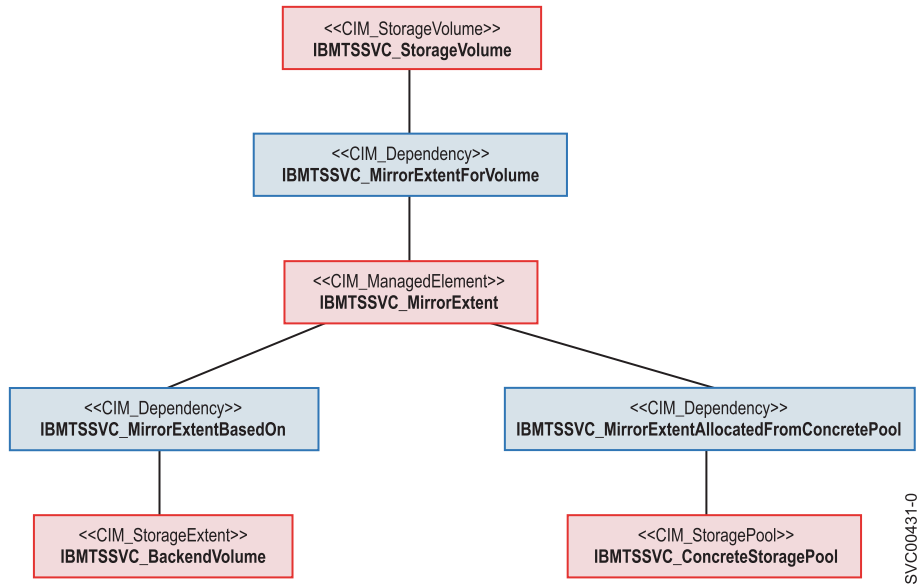 <<CIM_StorageVolume>>
IBMTSSVC_StorageVolume
<<CIM_Dependency>>
IBMTSSVC_MirrorExtentForVolume
<<CIM_ManagedElement>>
IBMTSSVC_MirrorExtent
<<CIM_Dependency>>
IBMTSSVC_MirrorExtentBasedOn
<<CIM_Dependency>>
IBMTSSVC_MirrorExtentAllocatedFromConcretePool
<<CIM_StorageExtent>>
IBMTSSVC_BackendVolume
<<CIM_StoragePool>>
IBMTSSVC_ConcreteStoragePool
SVC00431-0